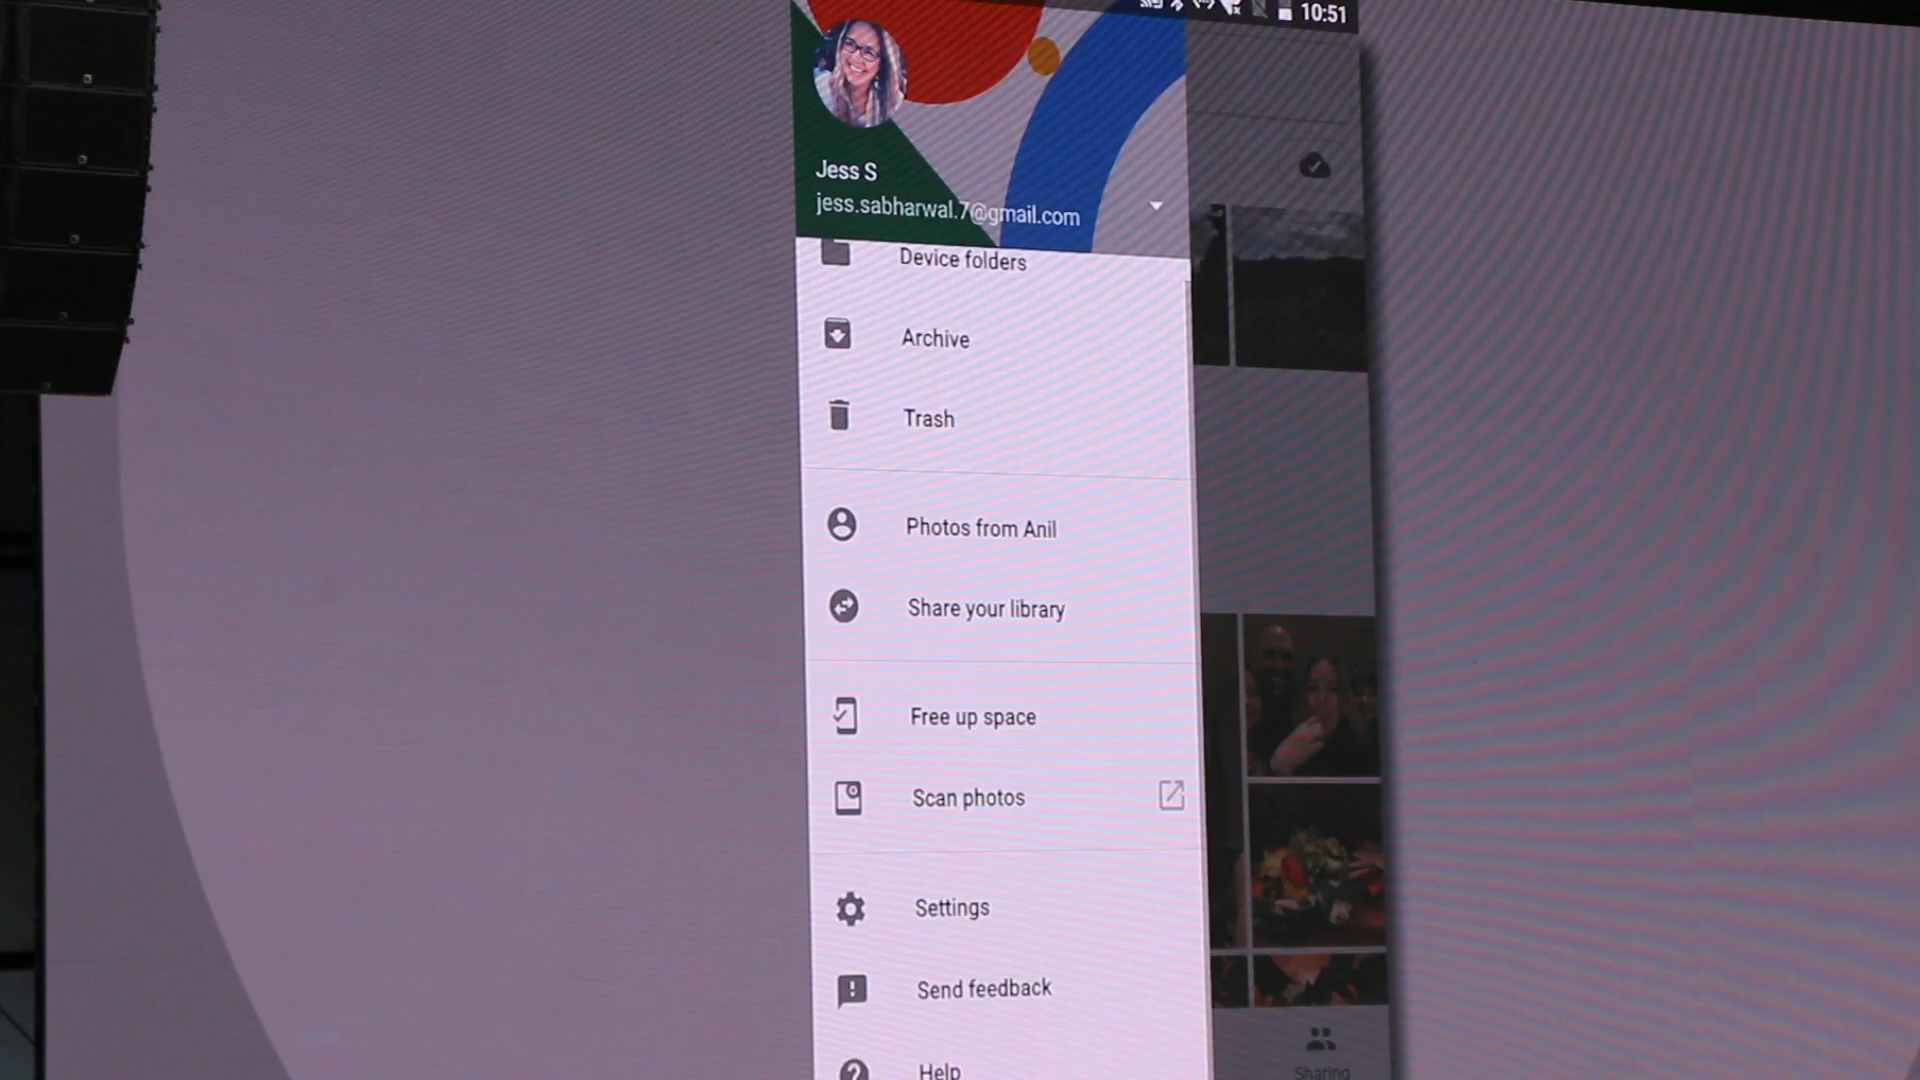 10:51
Jess S
jess.sabharwal.7@gmail.com
Device folders
Archive
Trash
Photos from Anil
Share your library
Free up space
Scan photos
Settings
Send feedback
Help
Sharing